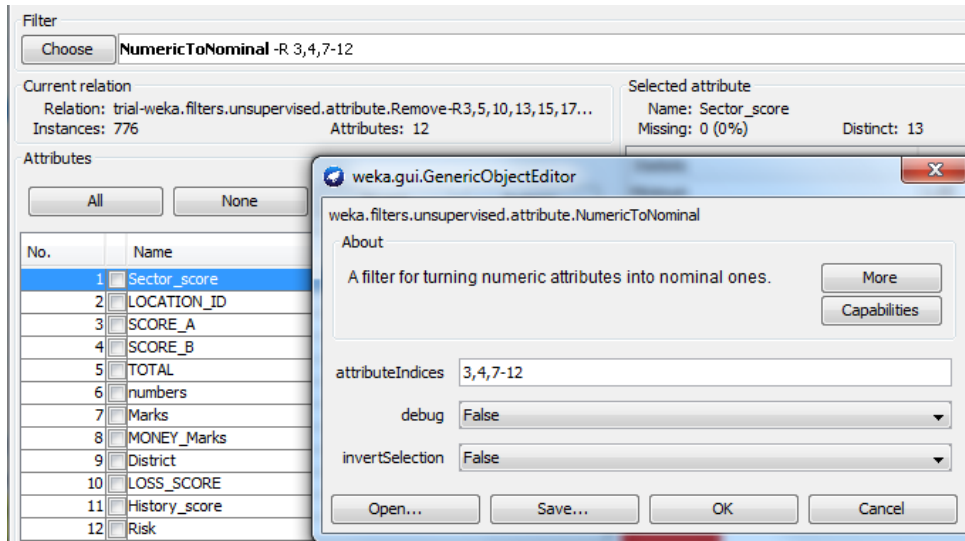 Filter
Choose NumericToNominal -R 3,4,7-12
Current relation
Relation: trial-weka.filters.unsupervised.attribute.Remove-R3,5,10,13,15,17...
Instances: 776 Attributes: 12
Selected attribute
Name: Sector_score
Missing: 0 (0%) Distinct: 13
Attributes
All None
No. Name
1 Sector_score
2 LOCATION_ID
3 SCORE_A
4 SCORE_B
5 TOTAL
6 numbers
7 Marks
8 MONEY_Marks
9 District
10 LOSS_SCORE
11 History_score
12 Risk
weka.gui.GenericObjectEditor
weka.filters.unsupervised.attribute.NumericToNominal
About
A filter for turning numeric attributes into nominal ones.
More
Capabilities
attributeIndices 3,4,7-12
debug False
invertSelection False
Open... Save... OK Cancel